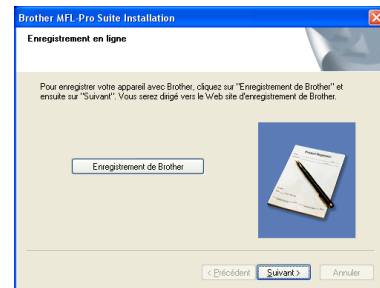 Brother MFL-Pro Suite Installation
Enregistrement en ligne
Pour enregistrer votre appareil avec Brother, cliquez sur "Enregistrement de Brother" et
ensuite sur "Suivant". Vous serez dirigé vers le Web site d'enregistrement de Brother.
Product Registration
Enregistrement de Brother
< Précédent
Suivant >
Annuler